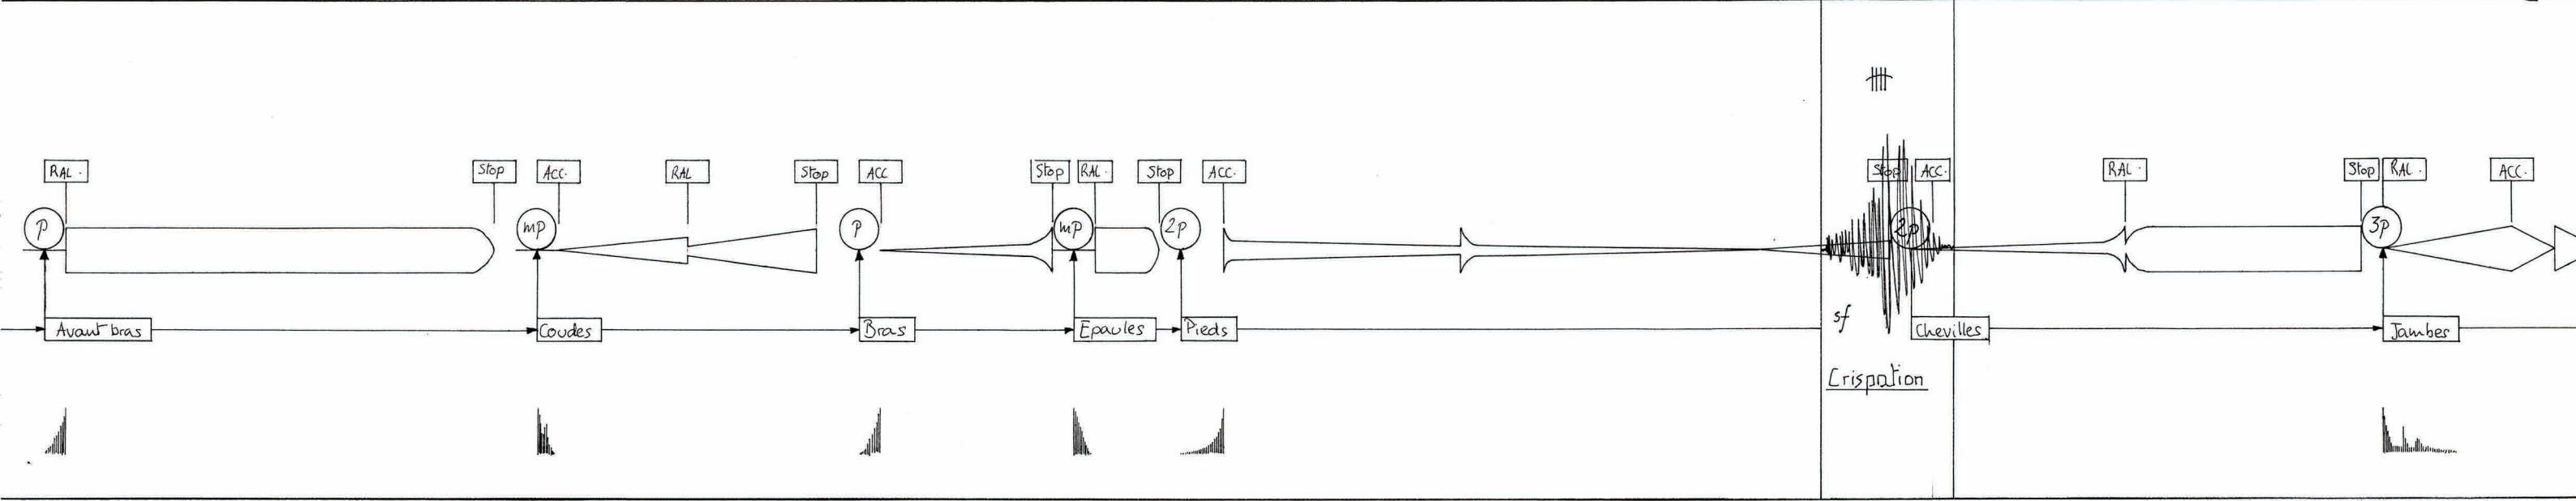 RAL. Stop ACC. RAL Stop ACC Stop RAL. Stop ACC. Stop ACC. RAL. Stop RAL. ACC.
p mp p mp 2p 2p 3p
Avant bras Coudes Bras Epaules Pieds sf Chevilles Jambes
Crispation